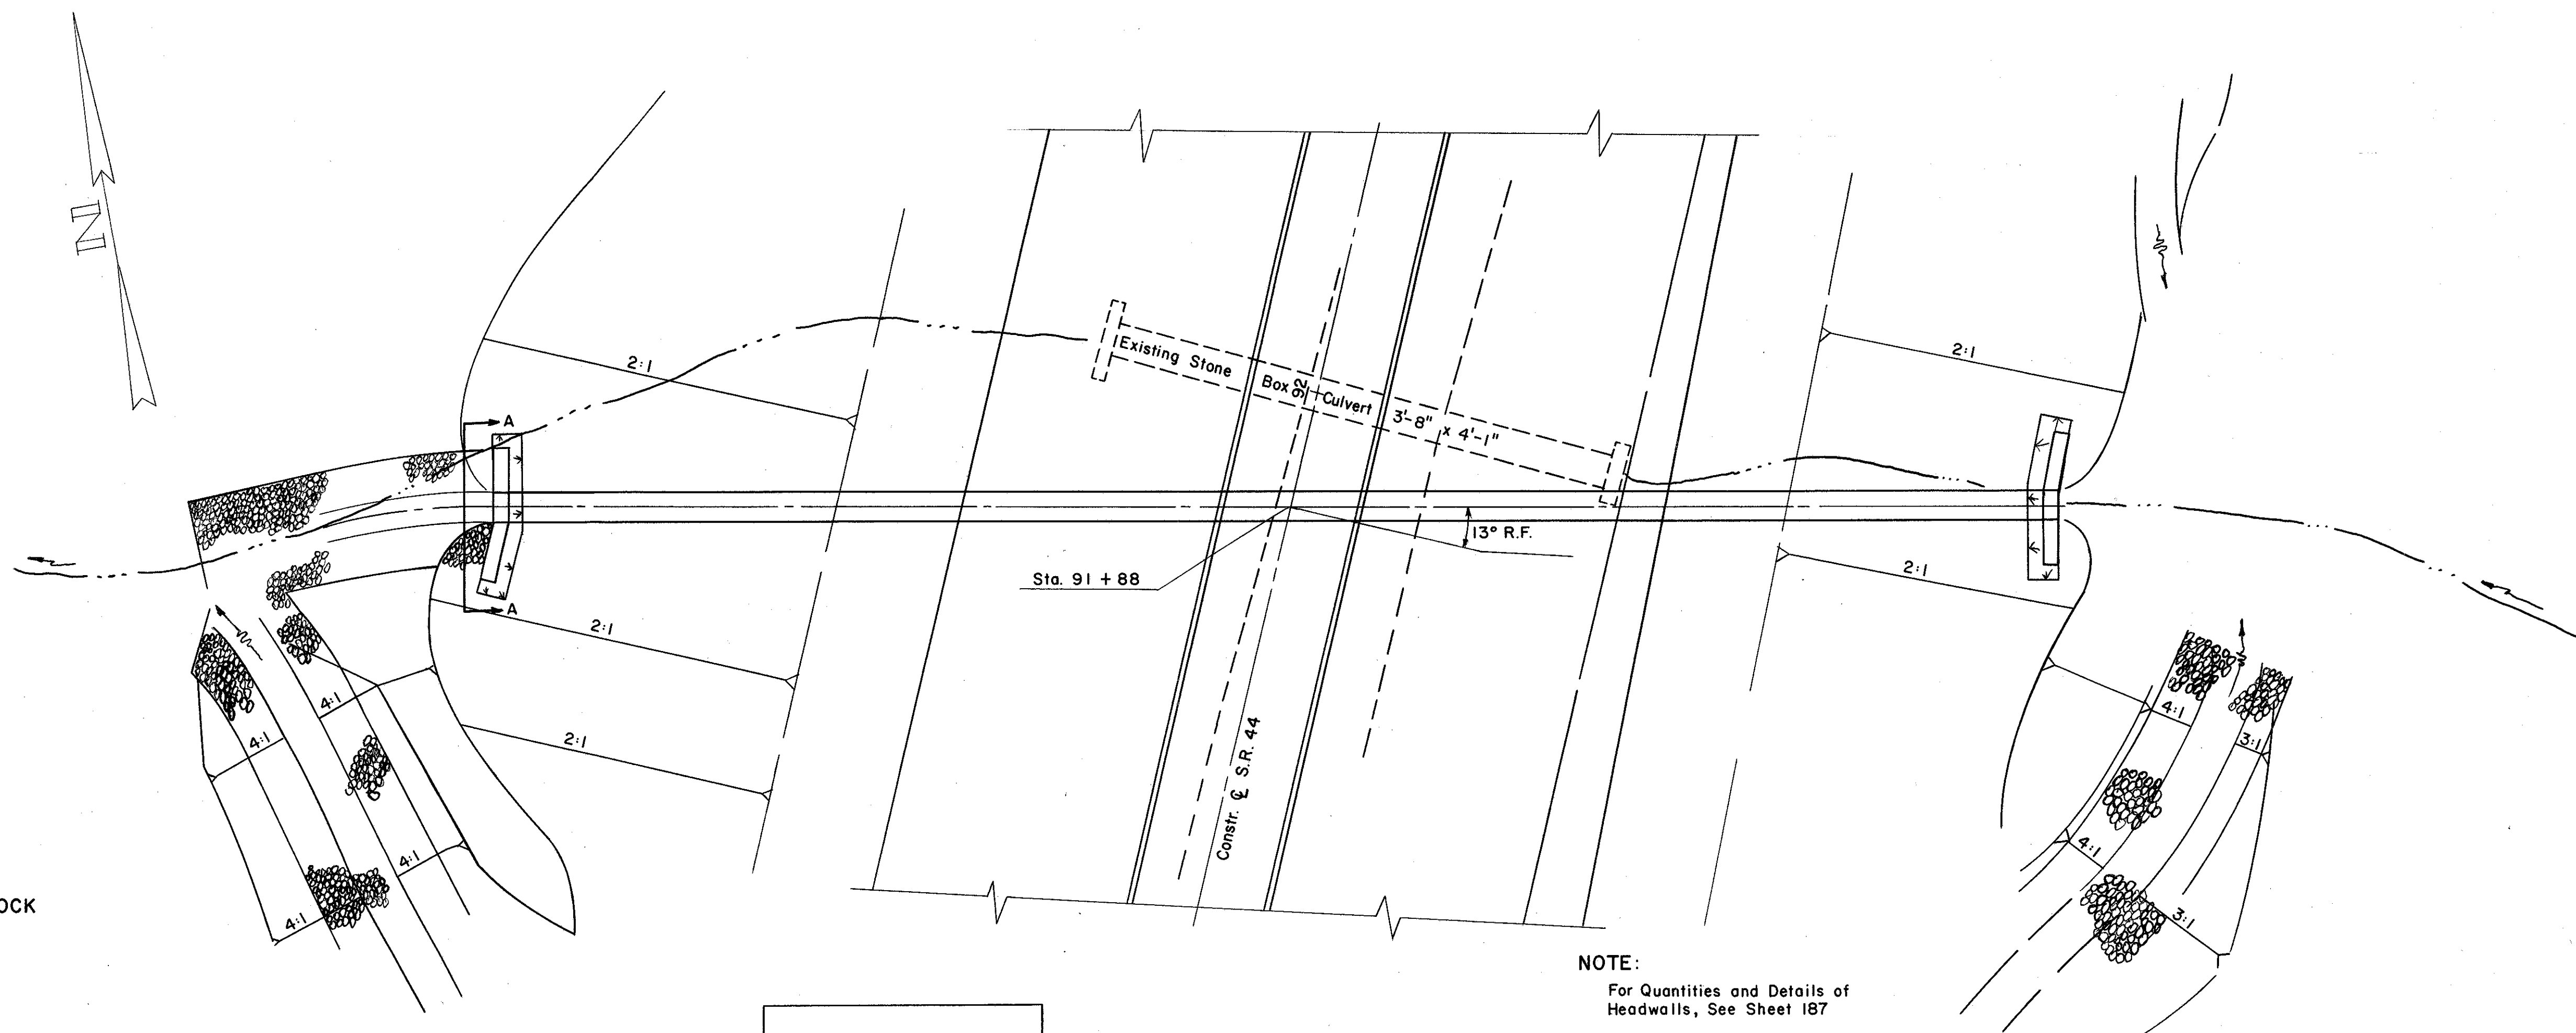 N
2:1
2:1
Existing Stone Box Culvert 3'-8" x 4'-1"
92
A
13° R.F.
Sta. 91 + 88
2:1
A
2:1
2:1
4:1
4:1
4:1
3:1
Constr. ℄ S.R. 44
4:1
4:1
4:1
3:1
OCK
NOTE:
For Quantities and Details of
Headwalls, See Sheet 187